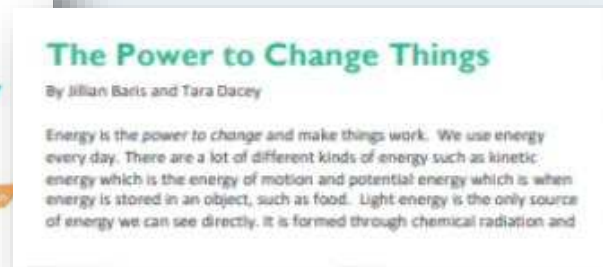 The Power to Change Things
By Jillian Baris and Tara Dacey
Energy is the power to change and make things work. We use energy
every day. There are a lot of different kinds of energy such as kinetic
energy which is the energy of motion and potential energy which is when
energy is stored in an object, such as food. Light energy is the only source
of energy we can see directly. It is formed through chemical radiation and